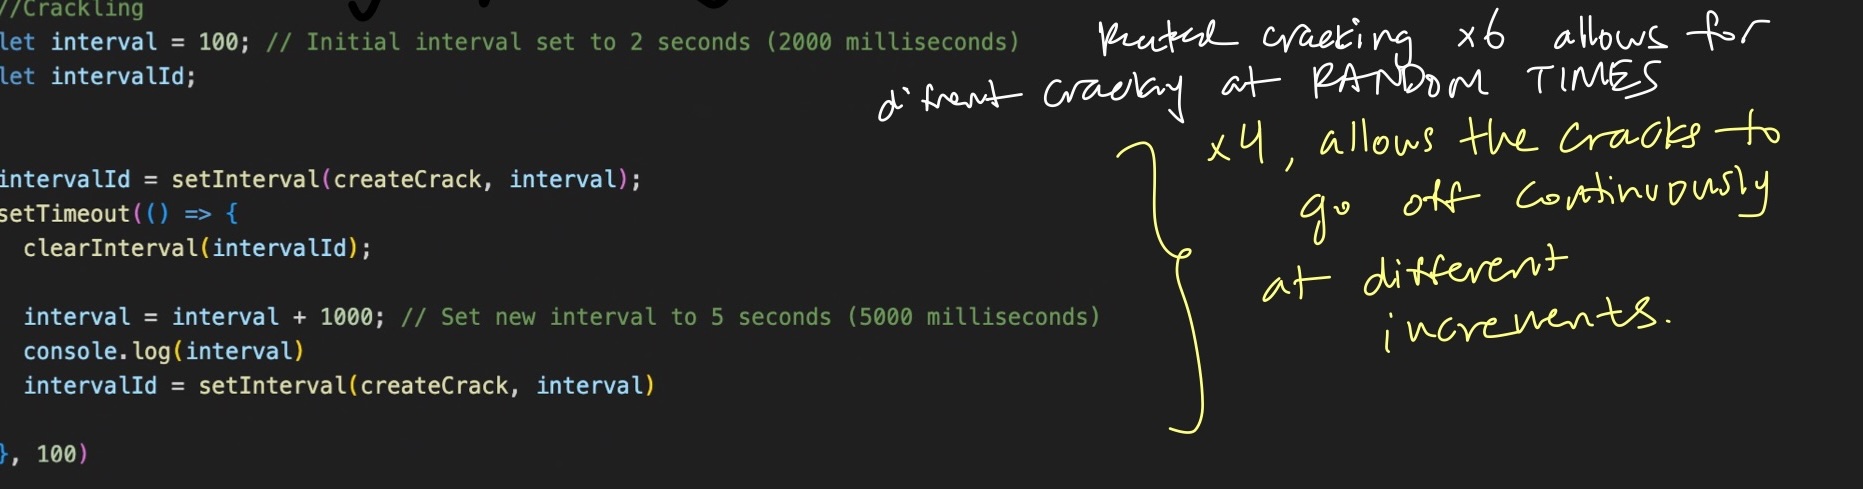 //Crackling
let interval = 100; // Initial interval set to 2 seconds (2000 milliseconds)
let intervalId;
cracking x6 allows for
at RANDOM TIMES
x4, allows the cracks to
go off continuously
at different
increments.
intervalId = setInterval(createCrack, interval);
setTimeout(() => {
clearInterval(intervalId);
interval = interval + 1000; // Set new interval to 5 seconds (5000 milliseconds)
console.log(interval)
intervalId = setInterval(createCrack, interval)
}, 100)